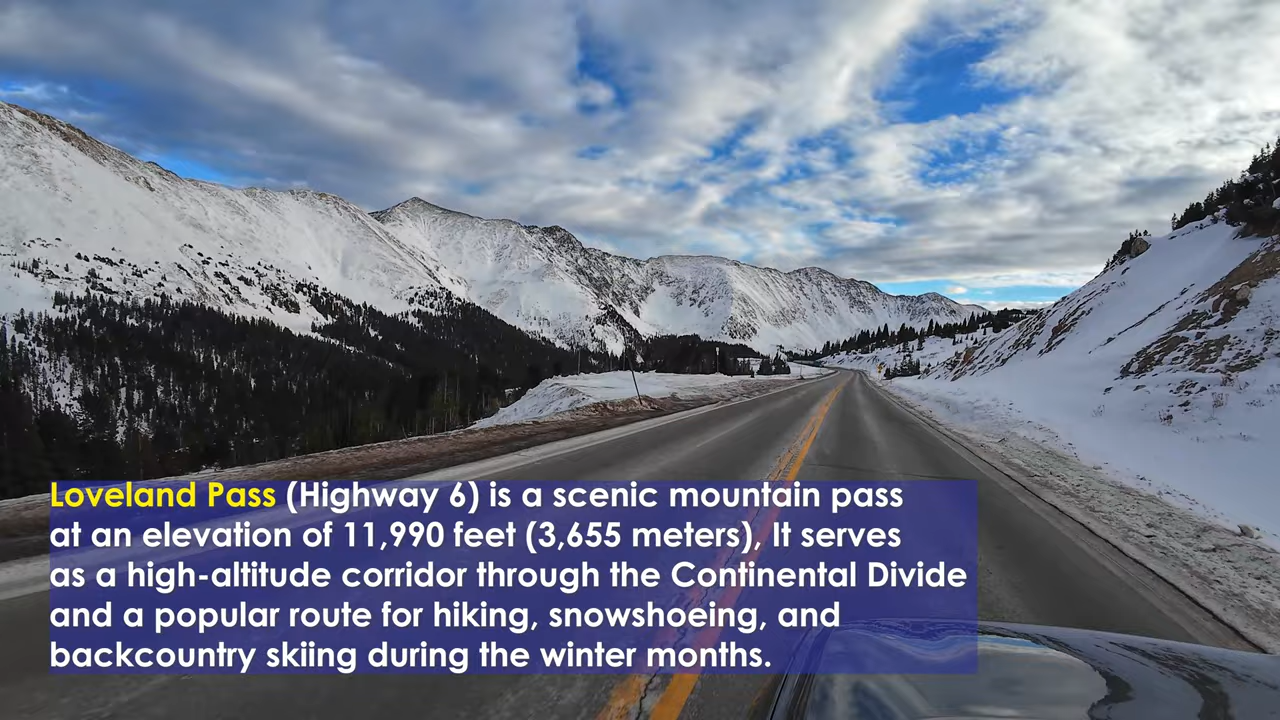 Loveland Pass (Highway 6) is a scenic mountain pass
at an elevation of 11,990 feet (3,655 meters), It serves
as a high-altitude corridor through the Continental Divide
and a popular route for hiking, snowshoeing, and
backcountry skiing during the winter months.